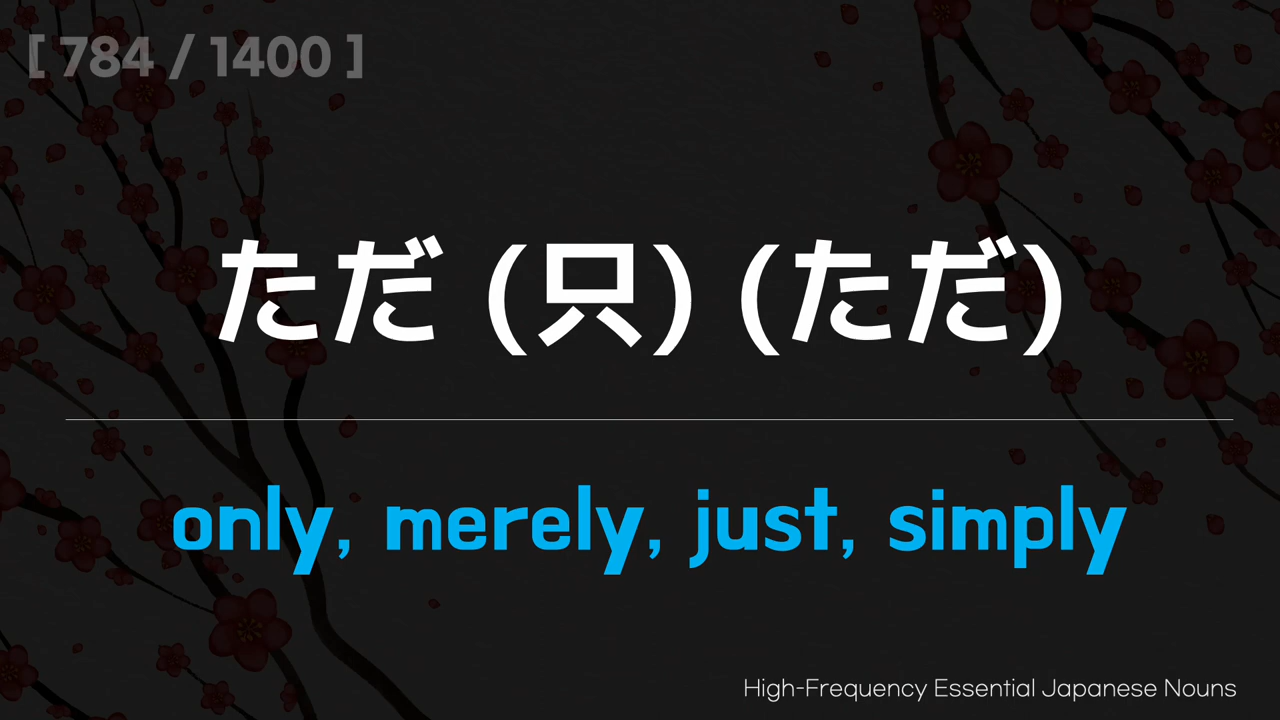 [ 784 / 1400 ]
ただ (只) (ただ)
only, merely, just, simply
High-Frequency Essential Japanese Nouns